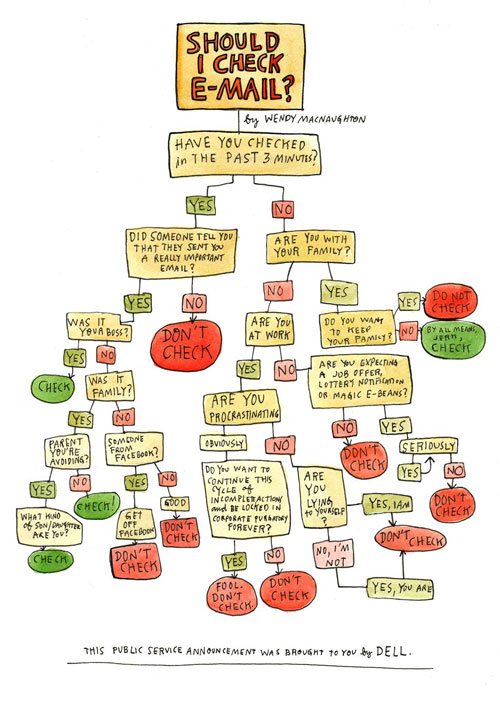 SHOULD
I CHECK
E-MAIL?
by WENDY MACNAUGHTON
HAVE YOU CHECKED
in THE PAST 3 MINUTES?
YES
NO
DID SOMEONE TELL YOU
THAT THEY SENT YOU
A REALLY IMPORTANT
EMAIL?
ARE YOU WITH
YOUR FAMILY?
YES
NO
NO
YES
WAS IT
YOUR BOSS?
DON'T
CHECK
ARE YOU
AT WORK
DO YOU WANT
TO KEEP
YOUR FAMILY?
YES
DO NOT
CHECK
NO
BY ALL MEANS,
CHECK
YES
NO
YES
NO
ARE YOU EXPECTING
A JOB OFFER,
LOTTERY NOTIFICATION
OR MAGIC E-BEANS?
CHECK
WAS IT
FAMILY?
ARE YOU
PROCRASTINATING
YES
NO
NO
YES
PARENT
YOU'RE
AVOIDING?
SOMEONE
FROM
FACEBOOK?
OBVIOUSLY
NO
DON'T
CHECK
SERIOUSLY
YES
NO
YES
NO
YES
NO
DO YOU WANT TO
CONTINUE THIS
CYCLE OF
INCOMPLETE ACTIONS
and BE LOCKED IN
CORPORATE PURGATORY
FOREVER?
ARE
YOU
LYING
to YOURSELF
?
YES, I AM
DON'T
CHECK
WHAT KIND
OF SON/DAUGHTER
ARE YOU?
CHECK!
GET
OFF
FACEBOOK
GOOD
DON'T
CHECK
DON'T
CHECK
CHECK
DON'T
CHECK
YES
NO
NO, I'M
NOT
YES, YOU ARE
FOOL.
DON'T
CHECK
DON'T
CHECK
THIS PUBLIC SERVICE ANNOUNCEMENT WAS BROUGHT TO YOU by DELL.